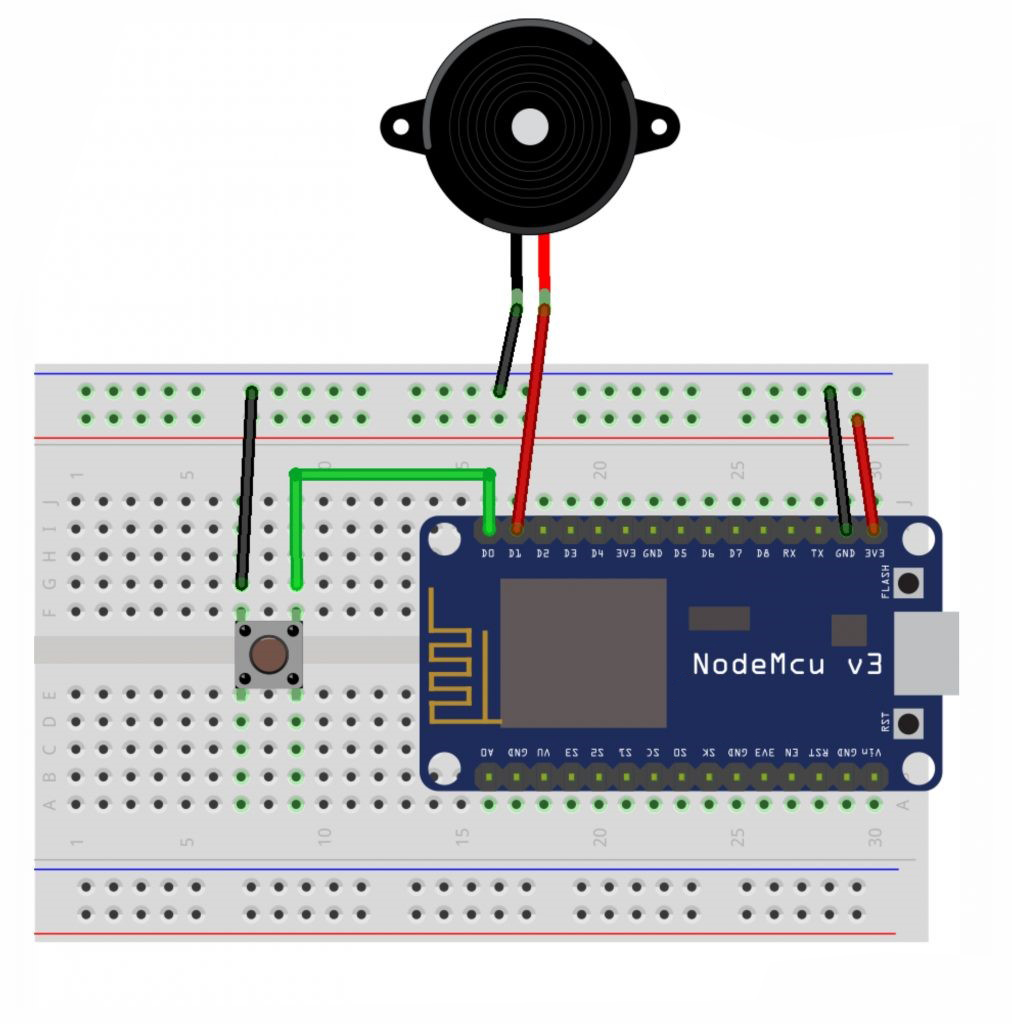 1 5 10 15 20 25 30
J J
I
H
G
F
D0 D1 D2 D3 D4 3V3 GND D5 D6 D7 D8 RX TX GND 3V3
FLASH
NodeMcu v3
E
D
C
B
A A
RST
A0 GND VU S3 S2 S1 SC SO SK GND 3V3 EN RST GND Vin
1 5 10 15 20 25 30